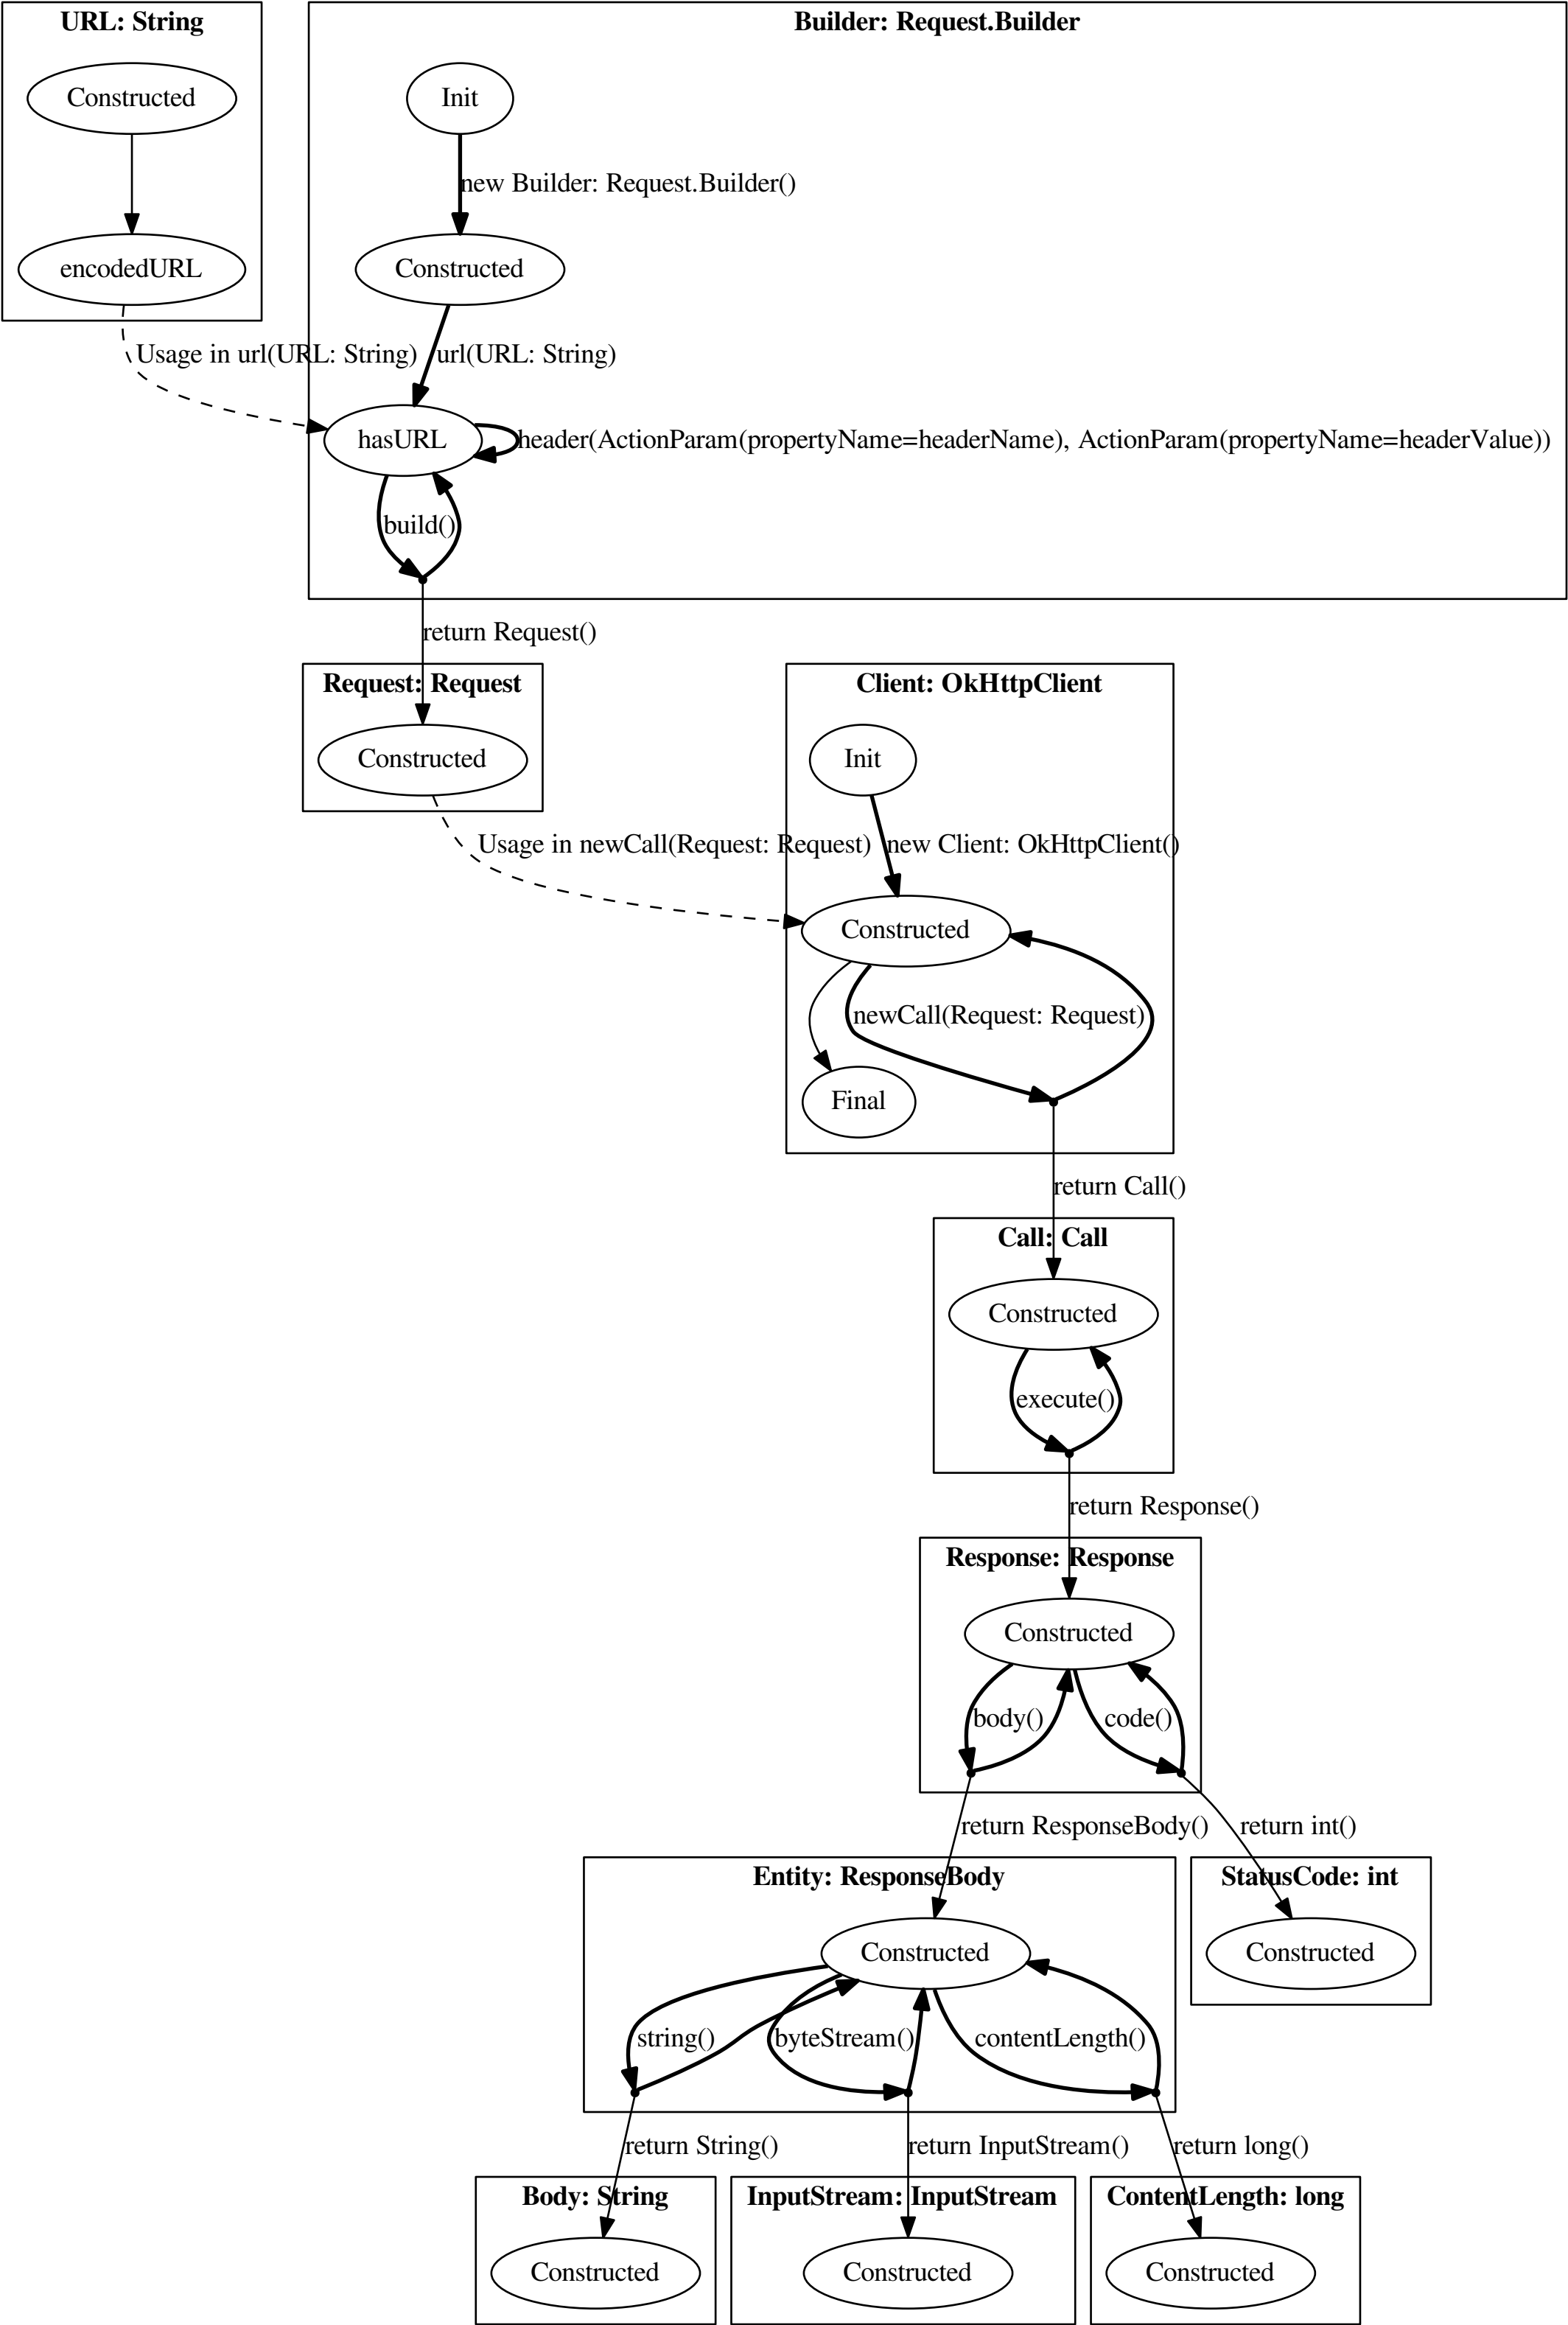 URL: String
Builder: Request.Builder
Constructed
Init
new Builder: Request.Builder()
encodedURL
Constructed
Usage in url(URL: String)
url(URL: String)
hasURL
header(ActionParam(propertyName=headerName), ActionParam(propertyName=headerValue))
build()
return Request()
Request: Request
Client: OkHttpClient
Constructed
Init
Usage in newCall(Request: Request)
new Client: OkHttpClient()
Constructed
newCall(Request: Request)
Final
return Call()
Call: Call
Constructed
execute()
return Response()
Response: Response
Constructed
body()
code()
return ResponseBody()
return int()
Entity: ResponseBody
StatusCode: int
Constructed
Constructed
string()
byteStream()
contentLength()
return String()
return InputStream()
return long()
Body: String
InputStream: InputStream
ContentLength: long
Constructed
Constructed
Constructed